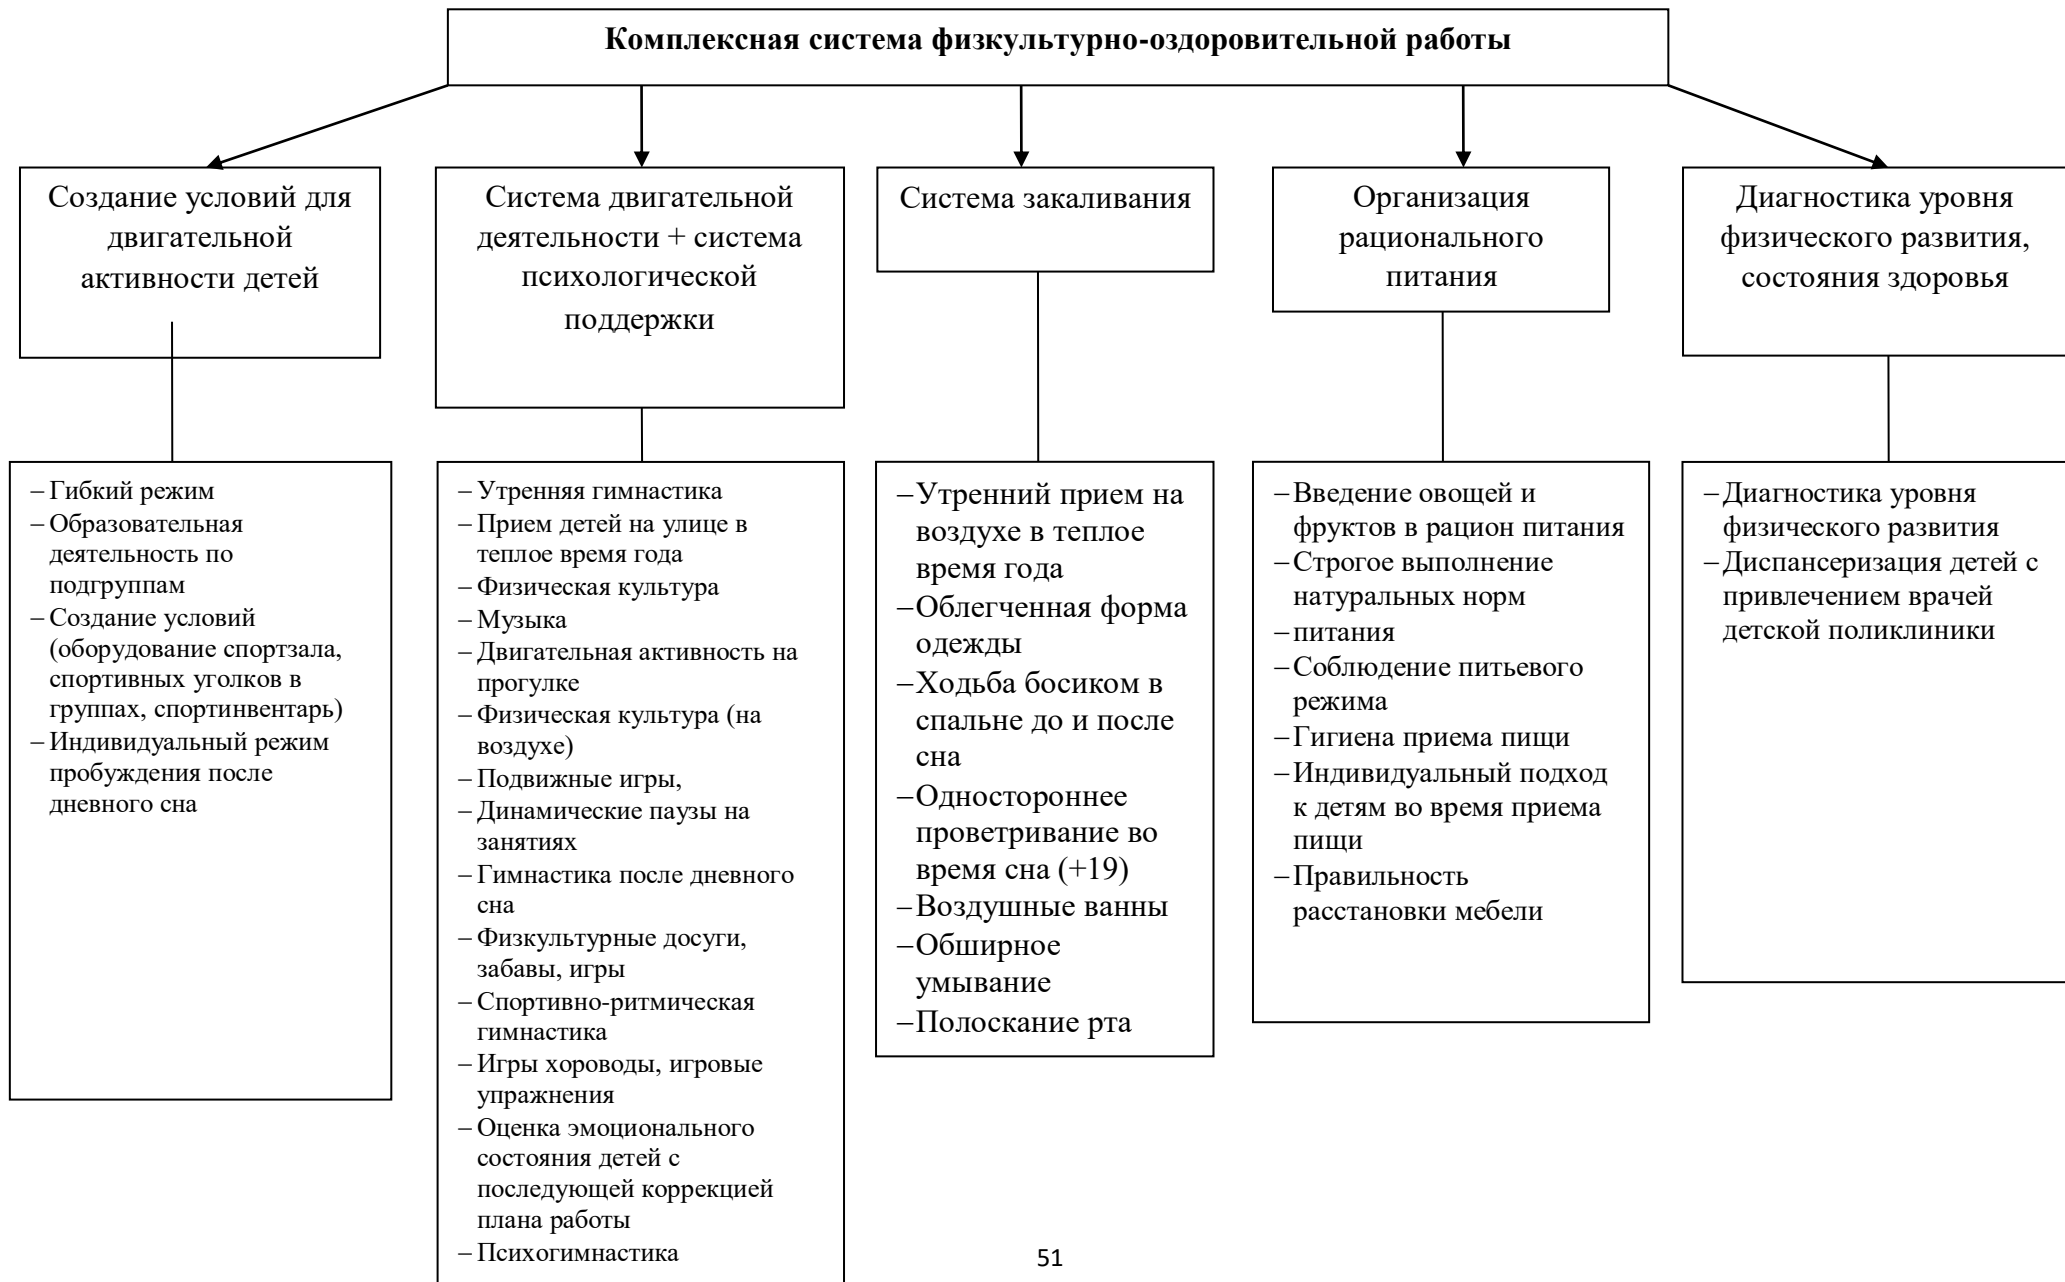 Комплексная система физкультурно-оздоровительной работы
Создание условий для
двигательной
активности детей
Система двигательной
деятельности + система
психологической
поддержки
Система закаливания
Организация
рационального
питания
Диагностика уровня
физического развития,
состояния здоровья
– Гибкий режим
– Образовательная
деятельность по
подгруппам
– Создание условий
(оборудование спортзала,
спортивных уголков в
группах, спортинвентарь)
– Индивидуальный режим
пробуждения после
дневного сна
– Утренняя гимнастика
– Прием детей на улице в
теплое время года
– Физическая культура
– Музыка
– Двигательная активность на
прогулке
– Физическая культура (на
воздухе)
– Подвижные игры,
– Динамические паузы на
занятиях
– Гимнастика после дневного
сна
– Физкультурные досуги,
забавы, игры
– Спортивно-ритмическая
гимнастика
– Игры хороводы, игровые
упражнения
– Оценка эмоционального
состояния детей с
последующей коррекцией
плана работы
– Психогимнастика
–Утренний прием на
воздухе в теплое
время года
–Облегченная форма
одежды
–Ходьба босиком в
спальне до и после
сна
–Одностороннее
проветривание во
время сна (+19)
–Воздушные ванны
–Обширное
умывание
–Полоскание рта
–Введение овощей и
фруктов в рацион питания
–Строгое выполнение
натуральных норм
–питания
–Соблюдение питьевого
режима
–Гигиена приема пищи
–Индивидуальный подход
к детям во время приема
пищи
–Правильность
расстановки мебели
–Диагностика уровня
физического развития
–Диспансеризация детей с
привлечением врачей
детской поликлиники
51